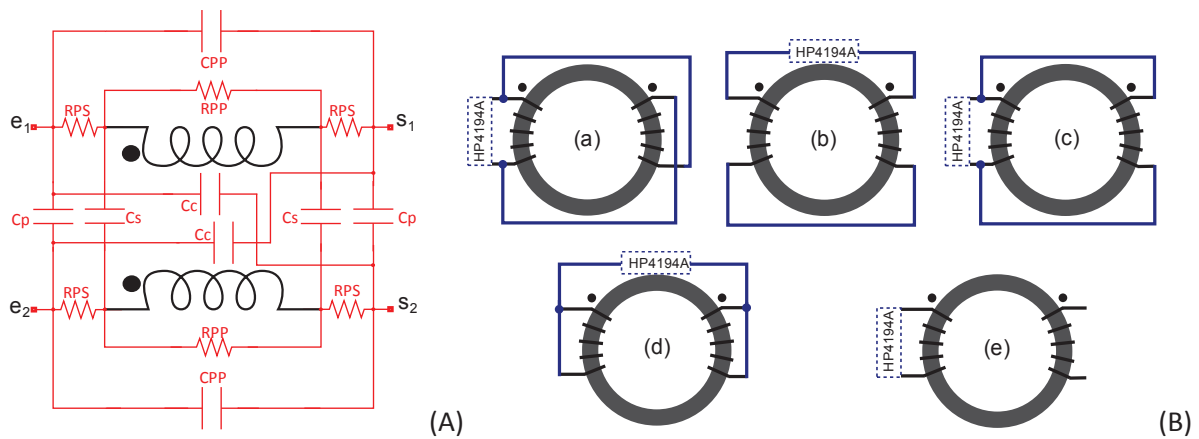 CPP
RPS
RPP
RPS
e1
s1
Cp
Cs
Cc
Cc
Cs
Cp
e2
RPS
RPS
s2
RPP
CPP
(A)
HP4194A
(a)
HP4194A
(b)
HP4194A
(c)
HP4194A
(d)
HP4194A
(e)
(B)